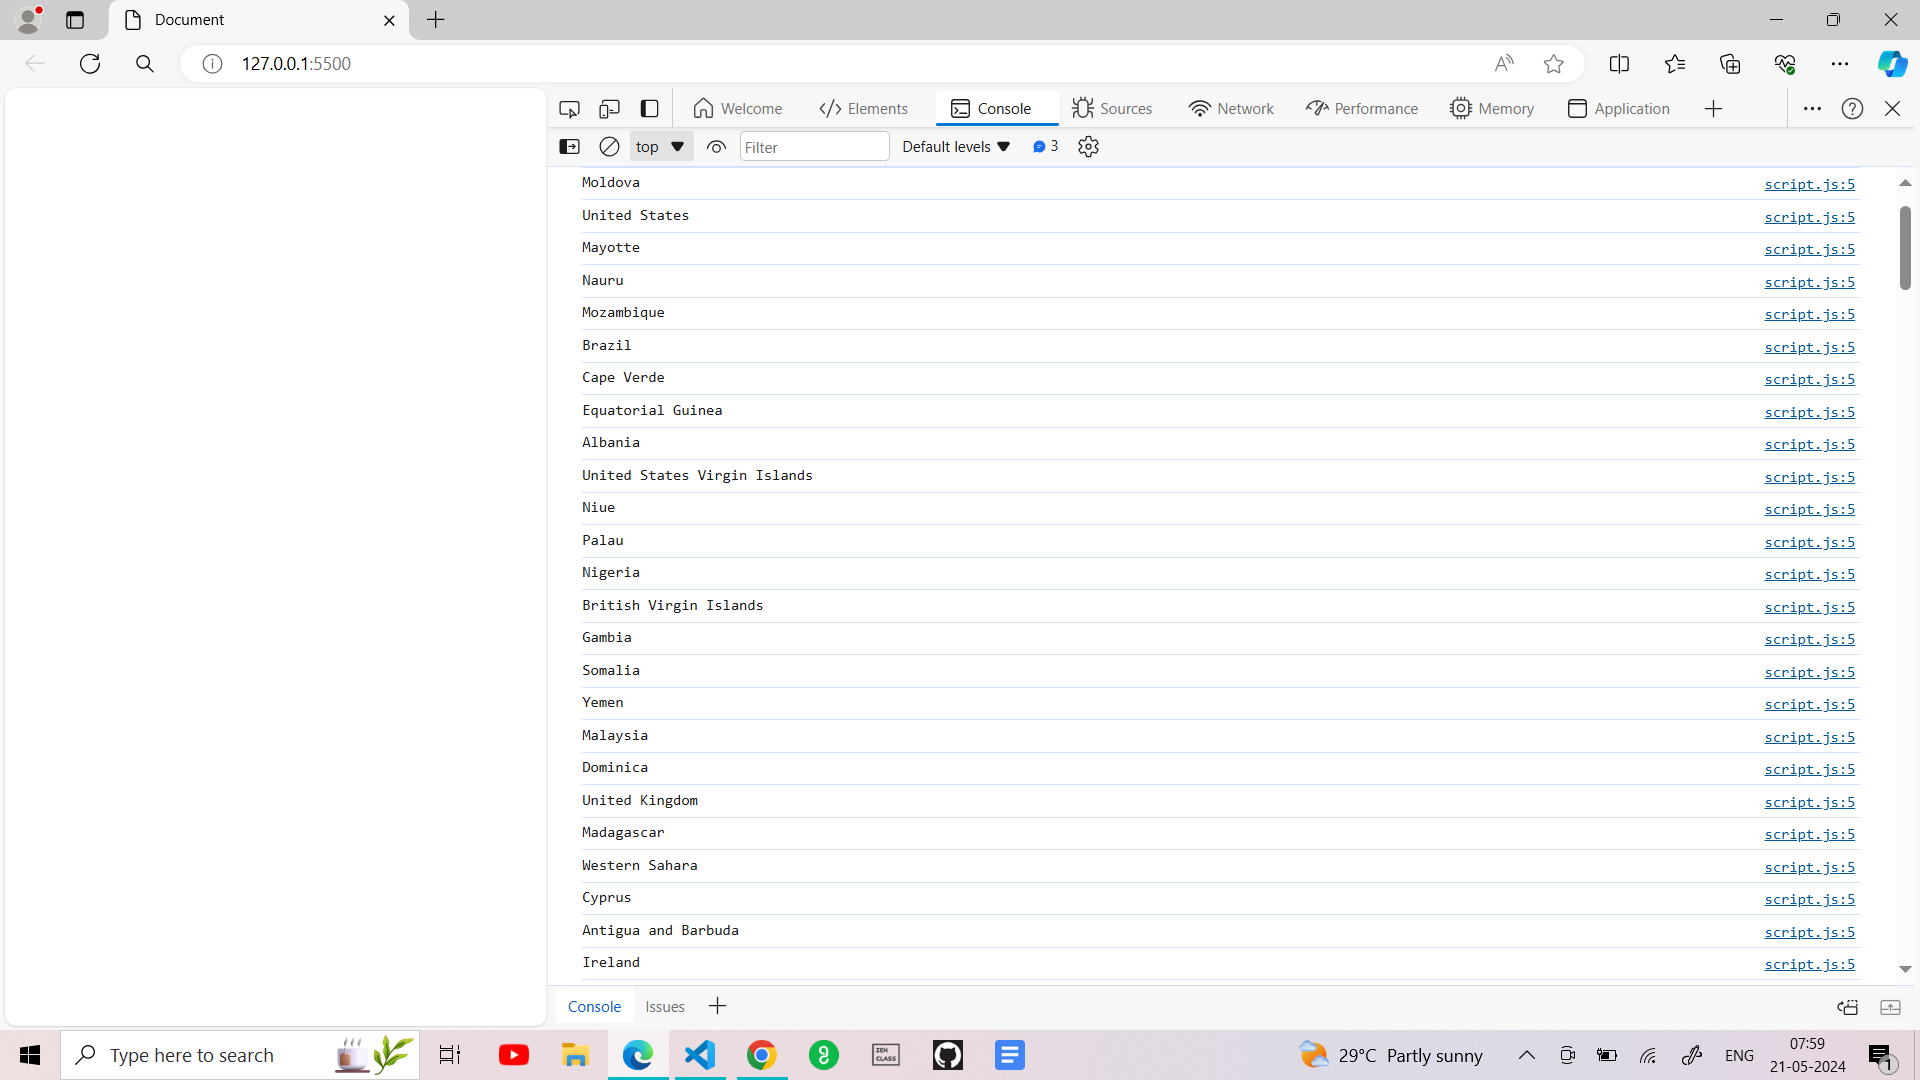 Document
127.0.0.1:5500
Welcome
Elements
Console
Sources
Network
Performance
Memory
Application
top
Filter
Default levels
3
Moldova script.js:5
United States script.js:5
Mayotte script.js:5
Nauru script.js:5
Mozambique script.js:5
Brazil script.js:5
Cape Verde script.js:5
Equatorial Guinea script.js:5
Albania script.js:5
United States Virgin Islands script.js:5
Niue script.js:5
Palau script.js:5
Nigeria script.js:5
British Virgin Islands script.js:5
Gambia script.js:5
Somalia script.js:5
Yemen script.js:5
Malaysia script.js:5
Dominica script.js:5
United Kingdom script.js:5
Madagascar script.js:5
Western Sahara script.js:5
Cyprus script.js:5
Antigua and Barbuda script.js:5
Ireland script.js:5
Console
Issues
Type here to search
ZEN
CLASS
29°C Partly sunny
ENG
07:59
21-05-2024
1